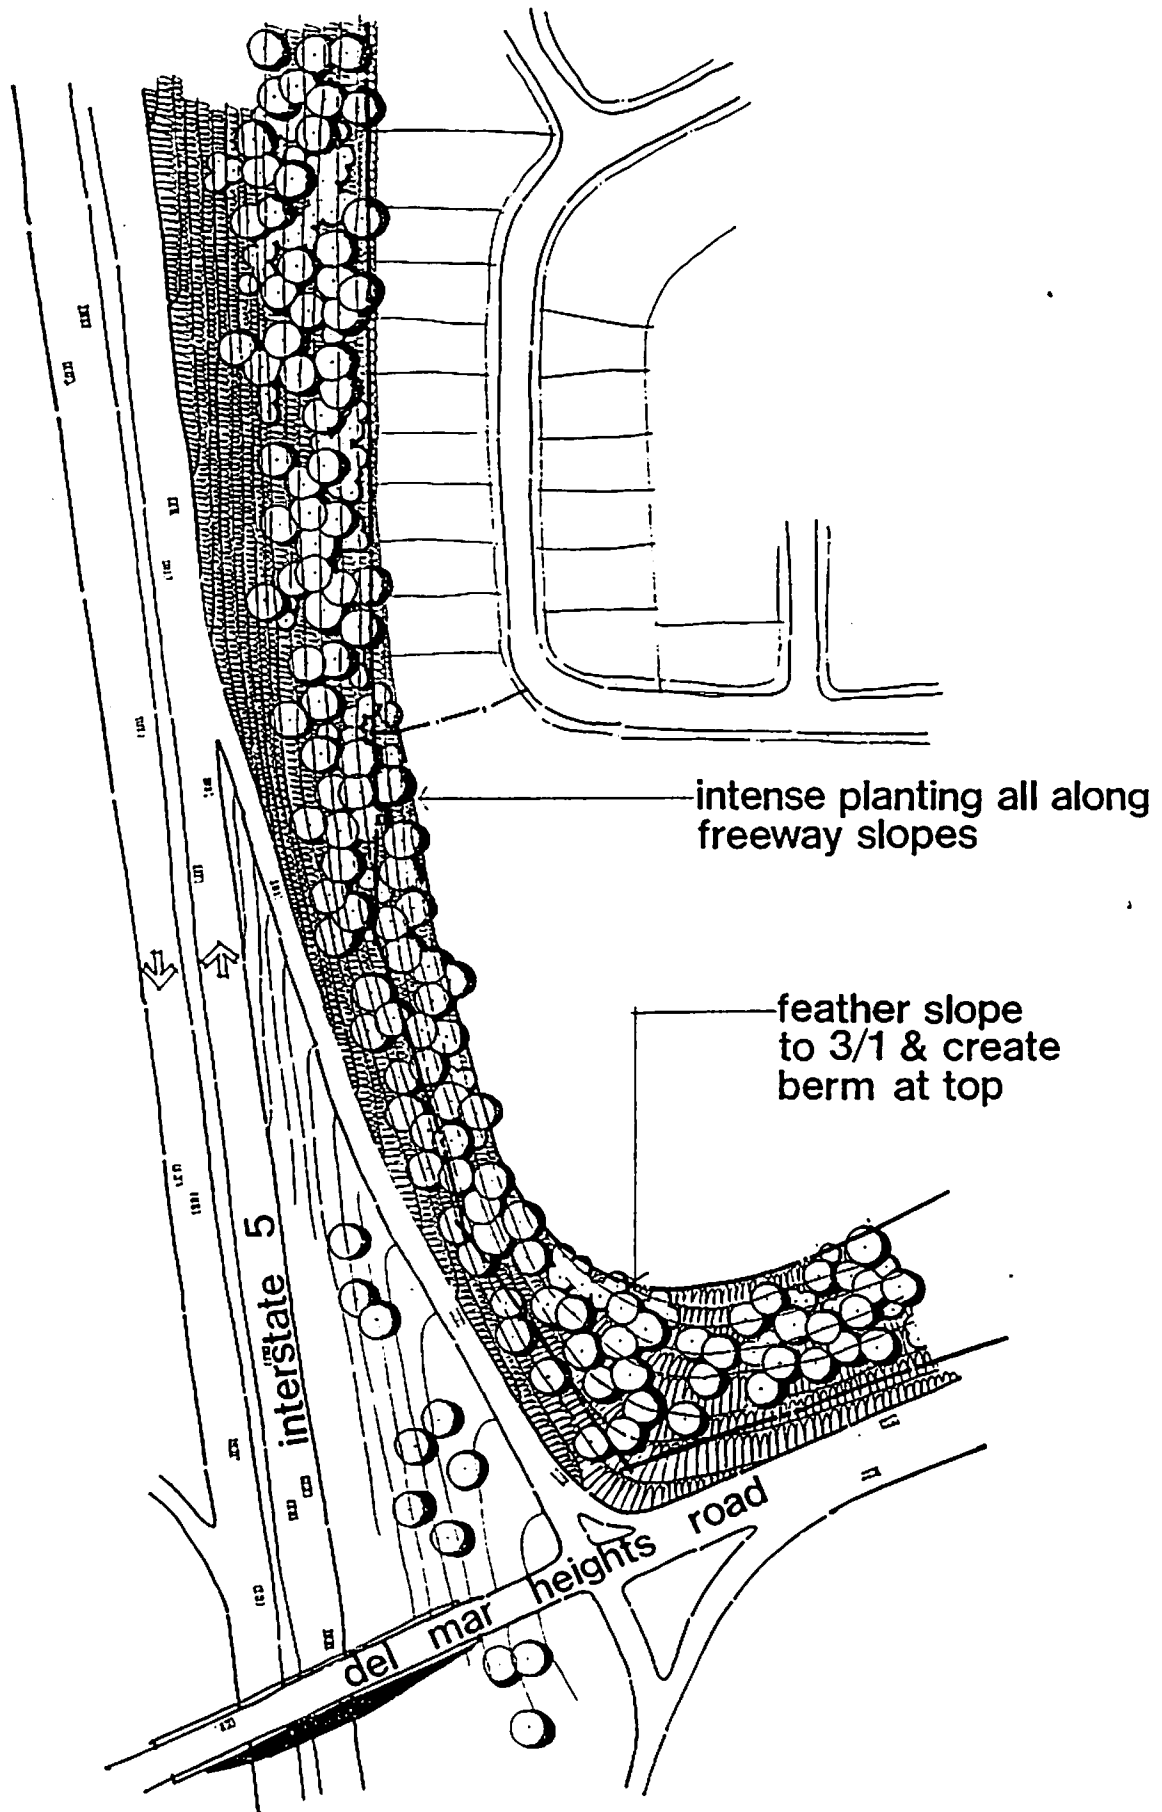 intense planting all along
freeway slopes
feather slope
to 3/1 & create
berm at top
interstate 5
del mar heights road